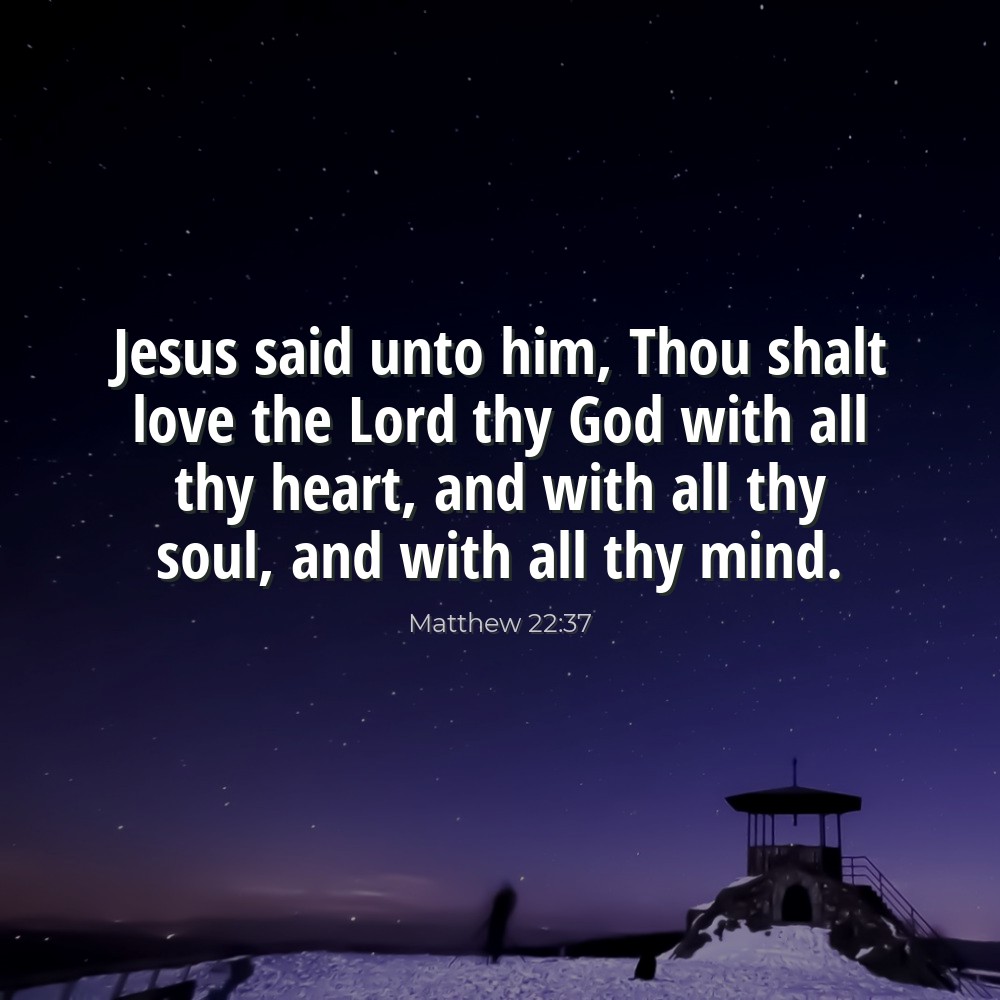 Jesus said unto him, Thou shalt
love the Lord thy God with all
thy heart, and with all thy
soul, and with all thy mind.
Matthew 22:37